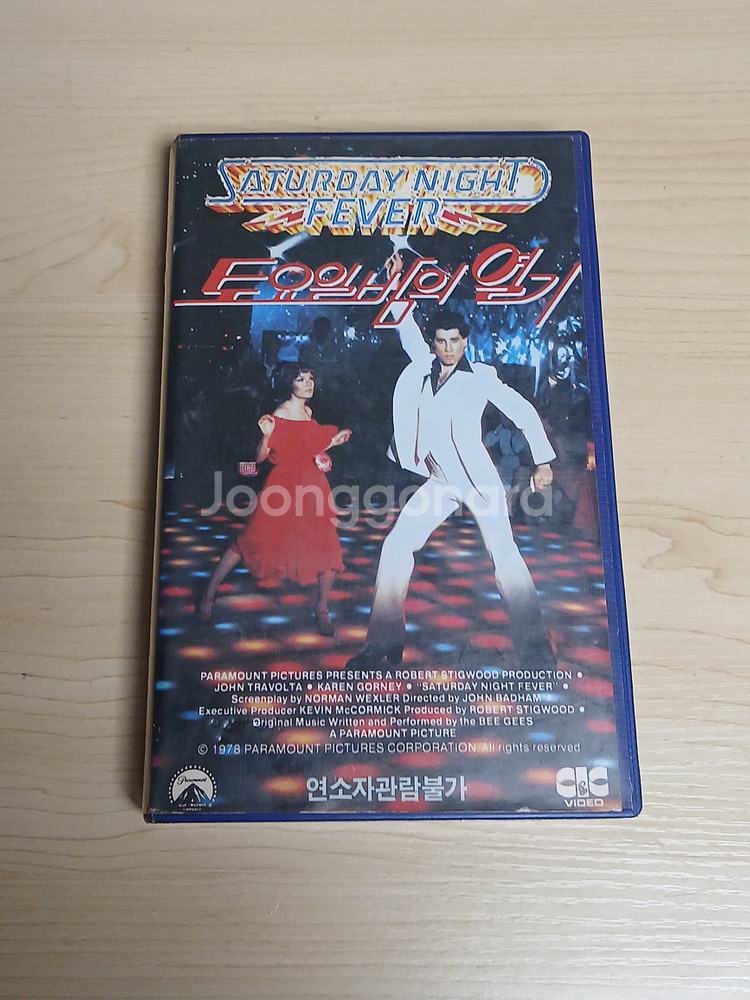 SATURDAY NIGHT
FEVER
토요일밤의 열기
Joonggonara
PARAMOUNT PICTURES PRESENTS A ROBERT STIGWOOD PRODUCTION •
JOHN TRAVOLTA • KAREN GORNEY • "SATURDAY NIGHT FEVER" •
Screenplay by NORMAN WEXLER Directed by JOHN BADHAM •
Executive Producer KEVIN McCORMICK Produced by ROBERT STIGWOOD •
Original Music Written and Performed by the BEE GEES
A PARAMOUNT PICTURE
© 1978 PARAMOUNT PICTURES CORPORATION. All rights reserved
Paramount
연소자관람불가
CIC
VIDEO